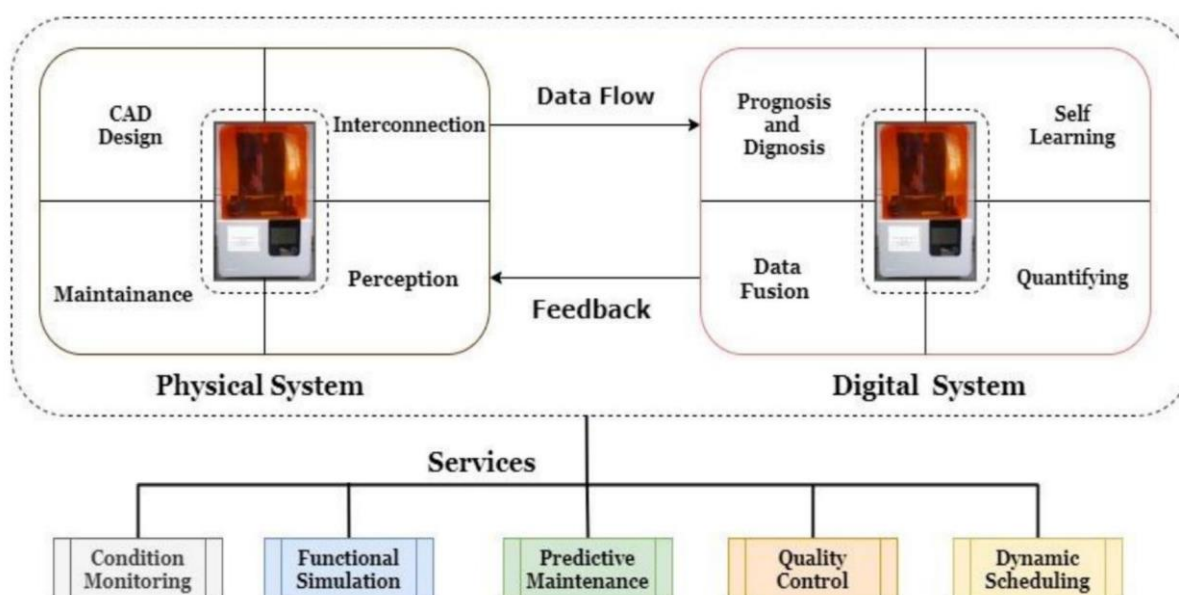 CAD
Design
Interconnection
Maintainance
Perception
Physical System
Data Flow
Feedback
Prognosis
and
Dignosis
Self
Learning
Data
Fusion
Quantifying
Digital System
Services
Condition
Monitoring
Functional
Simulation
Predictive
Maintenance
Quality
Control
Dynamic
Scheduling